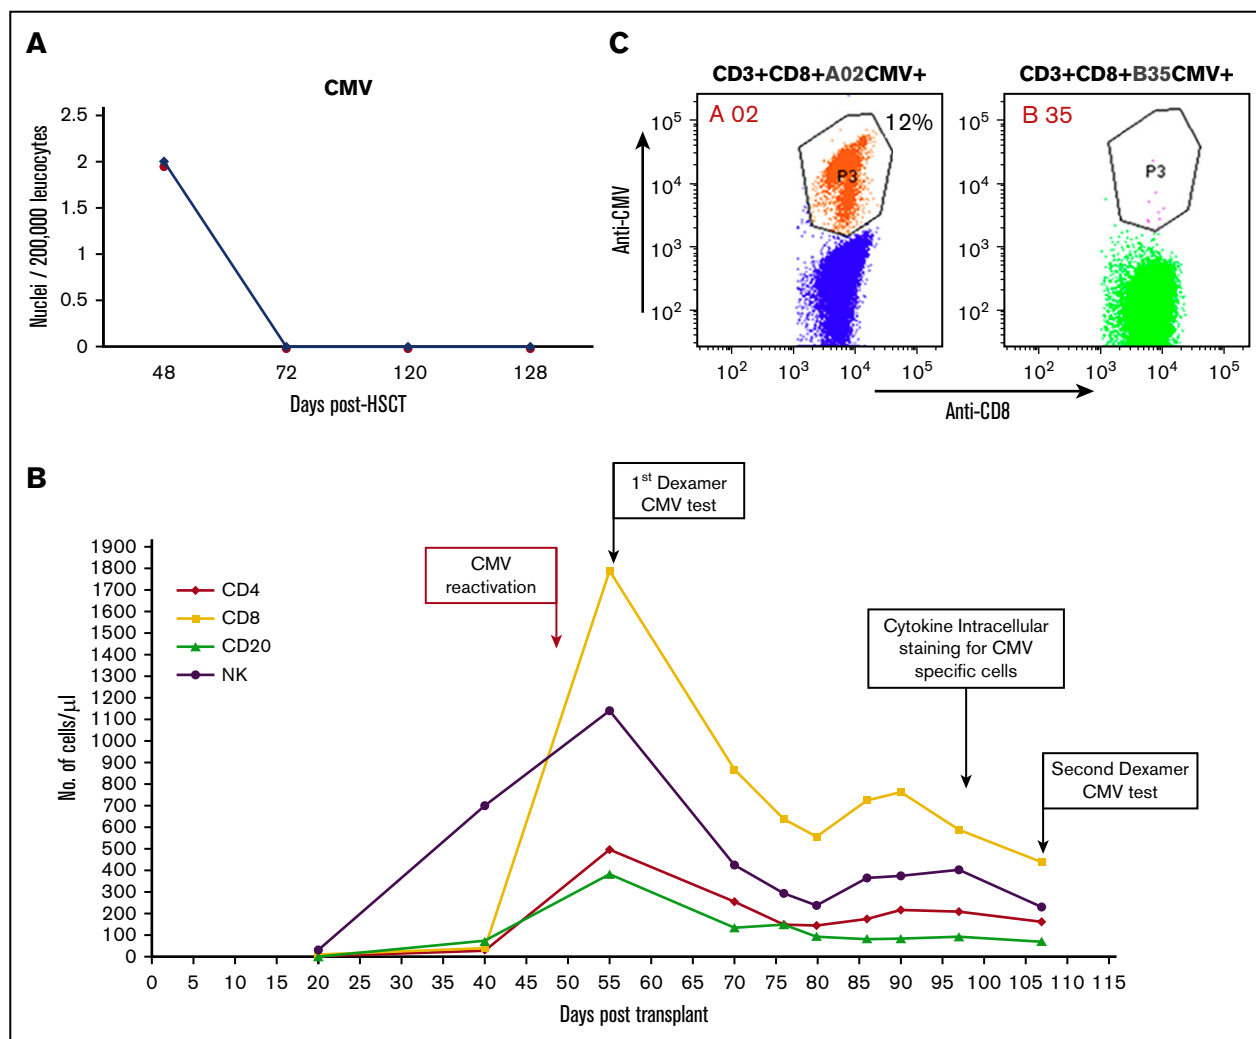 A
CMV
Nuclei / 200,000 leucocytes
2.5
2
1.5
1
0.5
0
48 72 120 128
Days post-HSCT
C
CD3+CD8+A02CMV+
CD3+CD8+B35CMV+
Anti-CMV
A 02
12%
P3
10^5
10^4
10^3
10^2
10^2 10^3 10^4 10^5
B 35
P3
10^5
10^4
10^3
10^2
10^2 10^3 10^4 10^5
Anti-CD8
B
1st Dexamer
CMV test
CMV
reactivation
Cytokine Intracellular
staining for CMV
specific cells
Second Dexamer
CMV test
CD4
CD8
CD20
NK
No. of cells/µl
1900
1800
1700
1600
1500
1400
1300
1200
1100
1000
900
800
700
600
500
400
300
200
100
0
0 5 10 15 20 25 30 35 40 45 50 55 60 65 70 75 80 85 90 95 100 105 110 115
Days post transplant